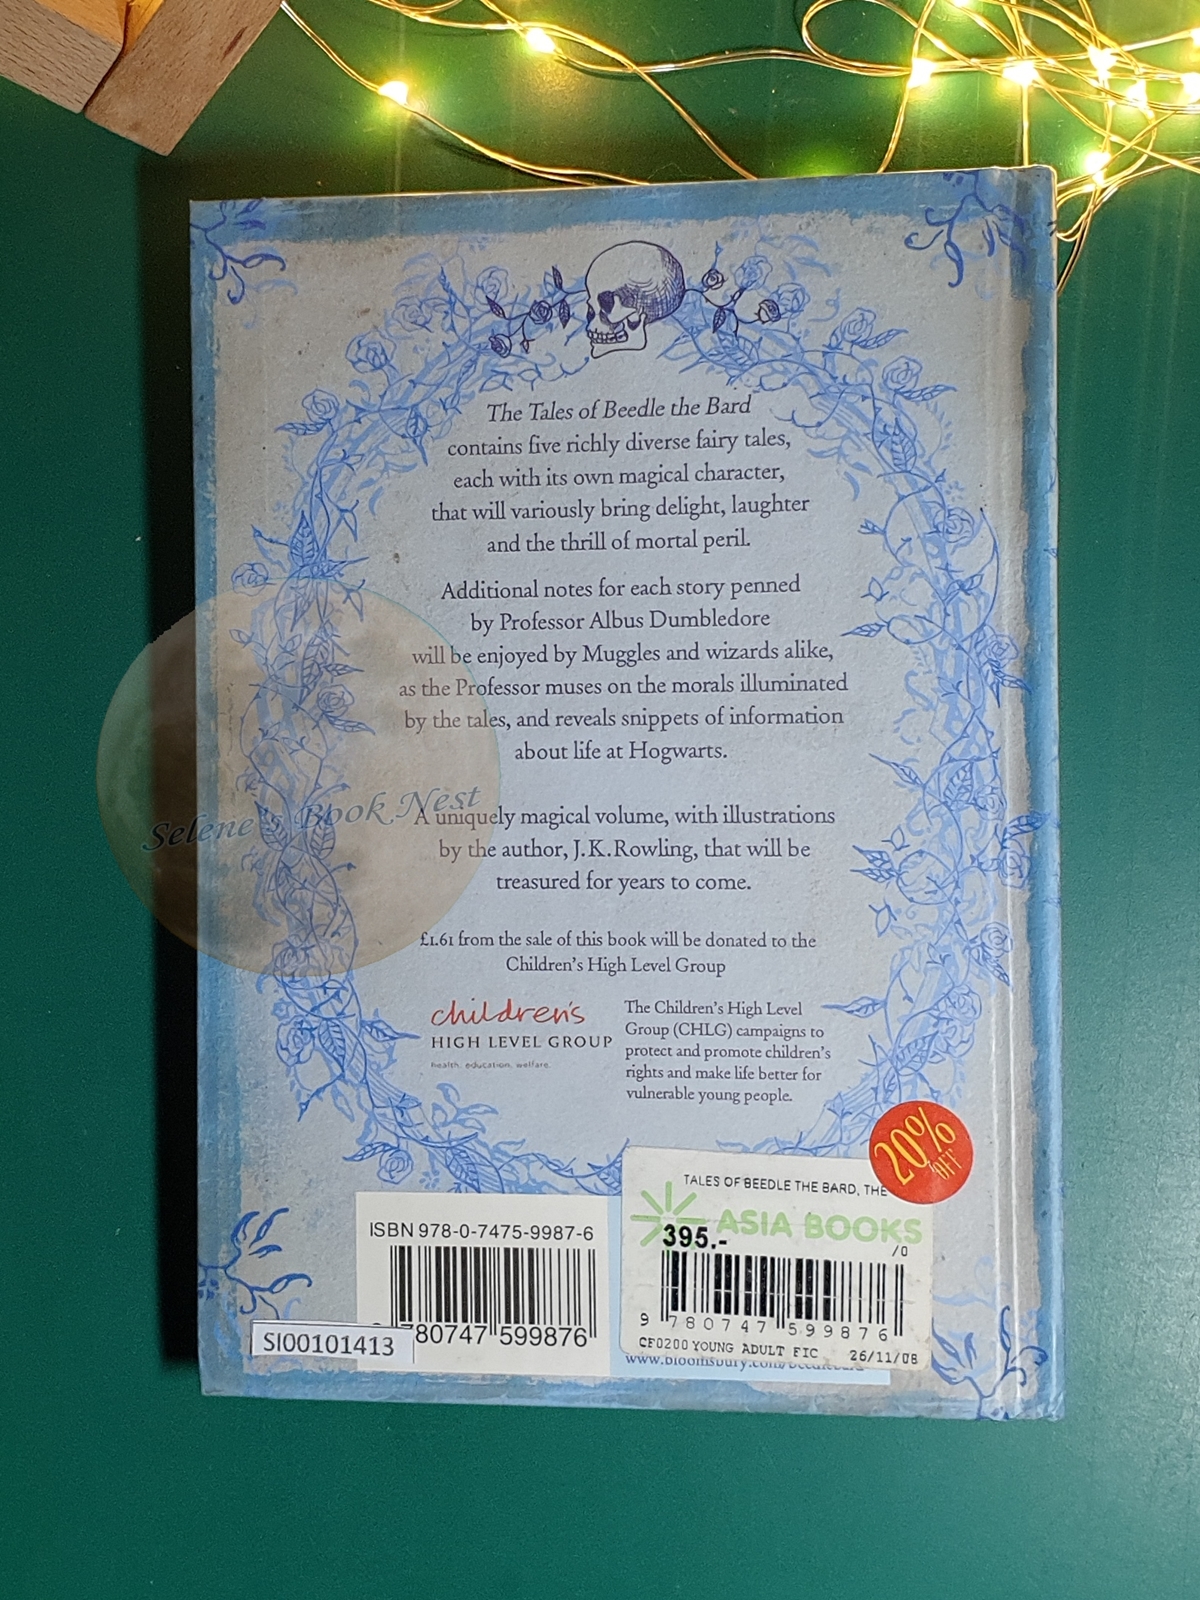 The Tales of Beedle the Bard
contains five richly diverse fairy tales,
each with its own magical character,
that will variously bring delight, laughter
and the thrill of mortal peril.
Additional notes for each story penned
by Professor Albus Dumbledore
will be enjoyed by Muggles and wizards alike,
as the Professor muses on the morals illuminated
by the tales, and reveals snippets of information
about life at Hogwarts.
Selene's Book Nest
A uniquely magical volume, with illustrations
by the author, J.K.Rowling, that will be
treasured for years to come.
£1.61 from the sale of this book will be donated to the
Children's High Level Group
children's
HIGH LEVEL GROUP
health. education. welfare.
The Children's High Level
Group (CHLG) campaigns to
protect and promote children's
rights and make life better for
vulnerable young people.
20%
OFF
ISBN 978-0-7475-9987-6
780747 599876
SI00101413
TALES OF BEEDLE THE BARD, THE
ASIA BOOKS
395.-
/0
9 780747 599876
CF0200 YOUNG ADULT FIC 26/11/08
www.bloomsbury.com/beedlebard